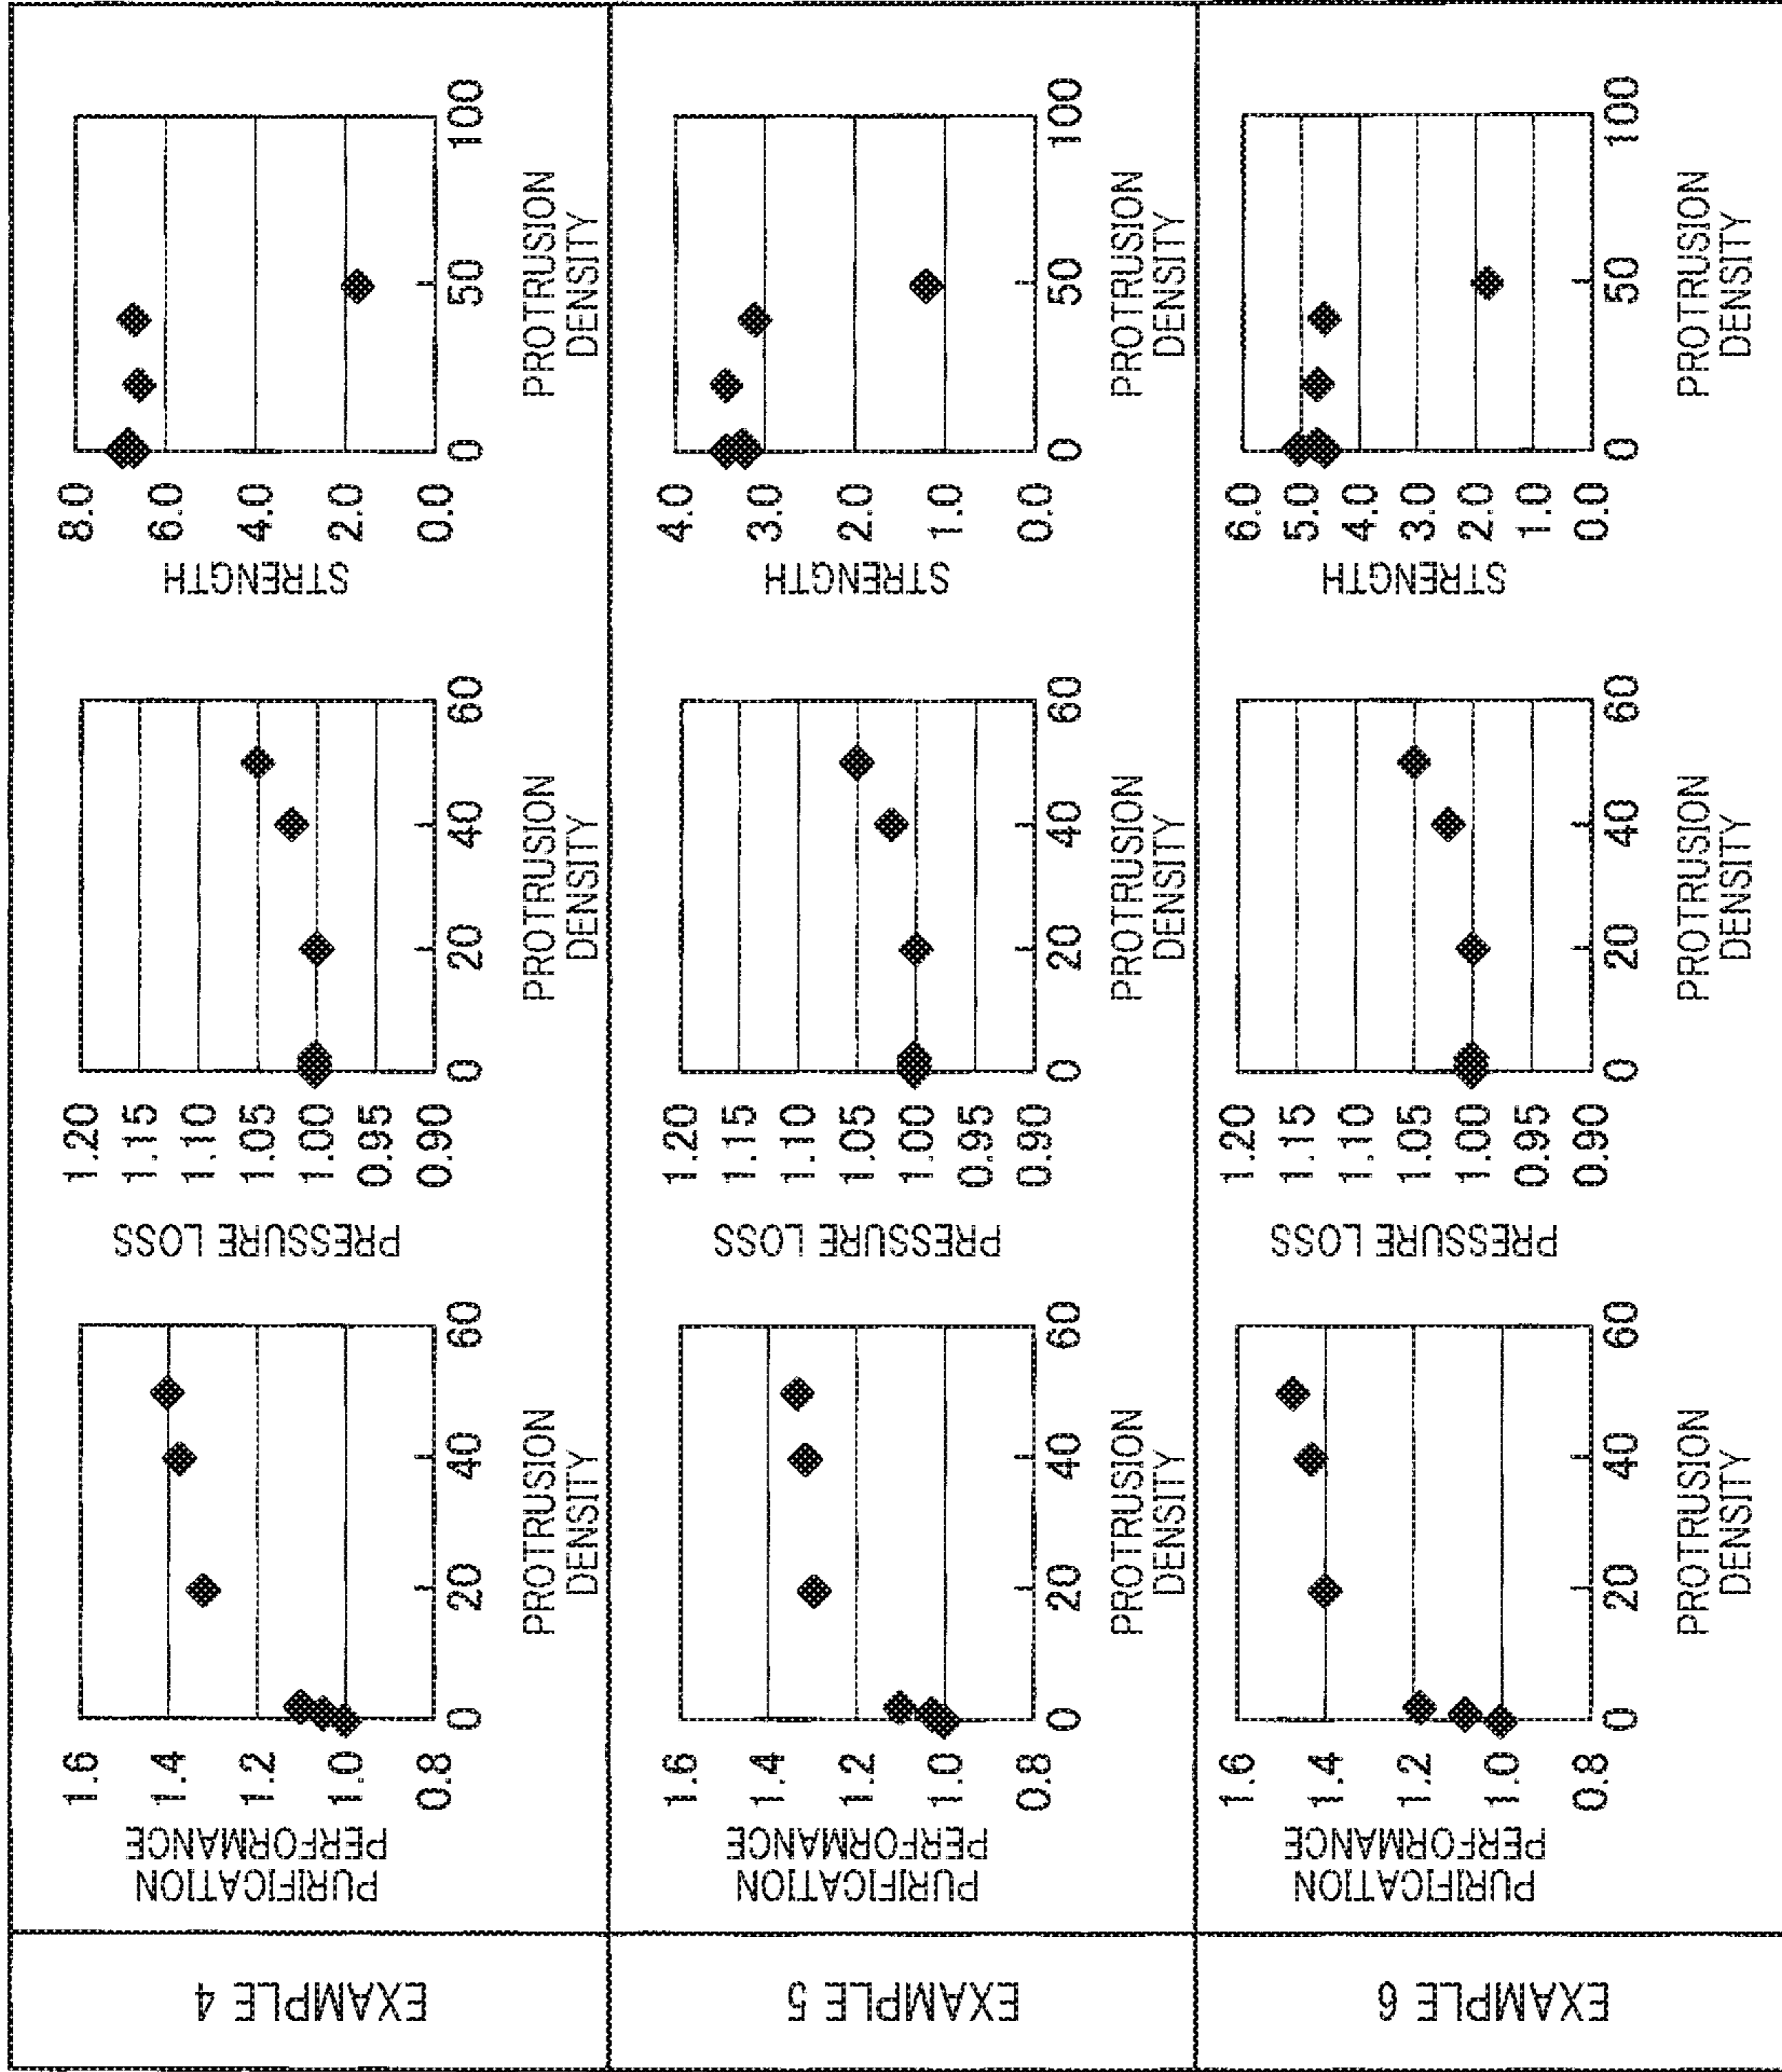 EXAMPLE 4
PURIFICATION
PERFORMANCE
1.6
1.4
1.2
1.0
0.8
0
20
40
60
PROTRUSION
DENSITY
PRESSURE LOSS
1.20
1.15
1.10
1.05
1.00
0.95
0.90
0
20
40
60
PROTRUSION
DENSITY
STRENGTH
8.0
6.0
4.0
2.0
0.0
0
50
100
PROTRUSION
DENSITY
EXAMPLE 5
PURIFICATION
PERFORMANCE
1.6
1.4
1.2
1.0
0.8
0
20
40
60
PROTRUSION
DENSITY
PRESSURE LOSS
1.20
1.15
1.10
1.05
1.00
0.95
0.90
0
20
40
60
PROTRUSION
DENSITY
STRENGTH
4.0
3.0
2.0
1.0
0.0
0
50
100
PROTRUSION
DENSITY
EXAMPLE 6
PURIFICATION
PERFORMANCE
1.6
1.4
1.2
1.0
0.8
0
20
40
60
PROTRUSION
DENSITY
PRESSURE LOSS
1.20
1.15
1.10
1.05
1.00
0.95
0.90
0
20
40
60
PROTRUSION
DENSITY
STRENGTH
6.0
5.0
4.0
3.0
2.0
1.0
0.0
0
50
100
PROTRUSION
DENSITY